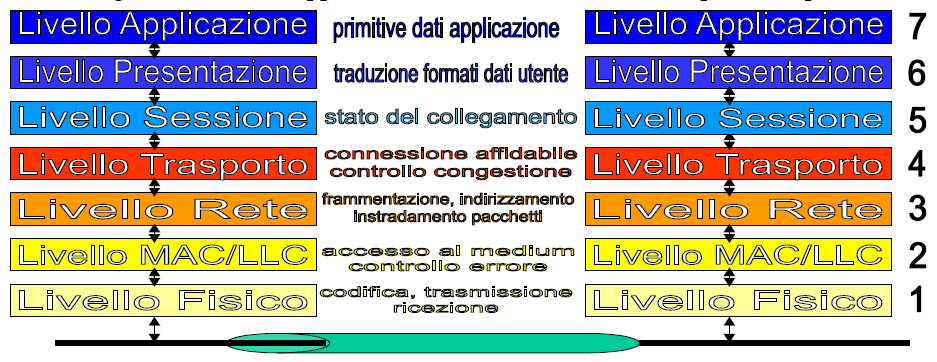 Livello Applicazione primitive dati applicazione Livello Applicazione 7
Livello Presentazione traduzione formati dati utente Livello Presentazione 6
Livello Sessione stato del collegamento Livello Sessione 5
Livello Trasporto connessione affidabile controllo congestione Livello Trasporto 4
Livello Rete frammentazione, indirizzamento instradamento pacchetti Livello Rete 3
Livello MAC/LLC accesso al medium controllo errore Livello MAC/LLC 2
Livello Fisico codifica, trasmissione ricezione Livello Fisico 1